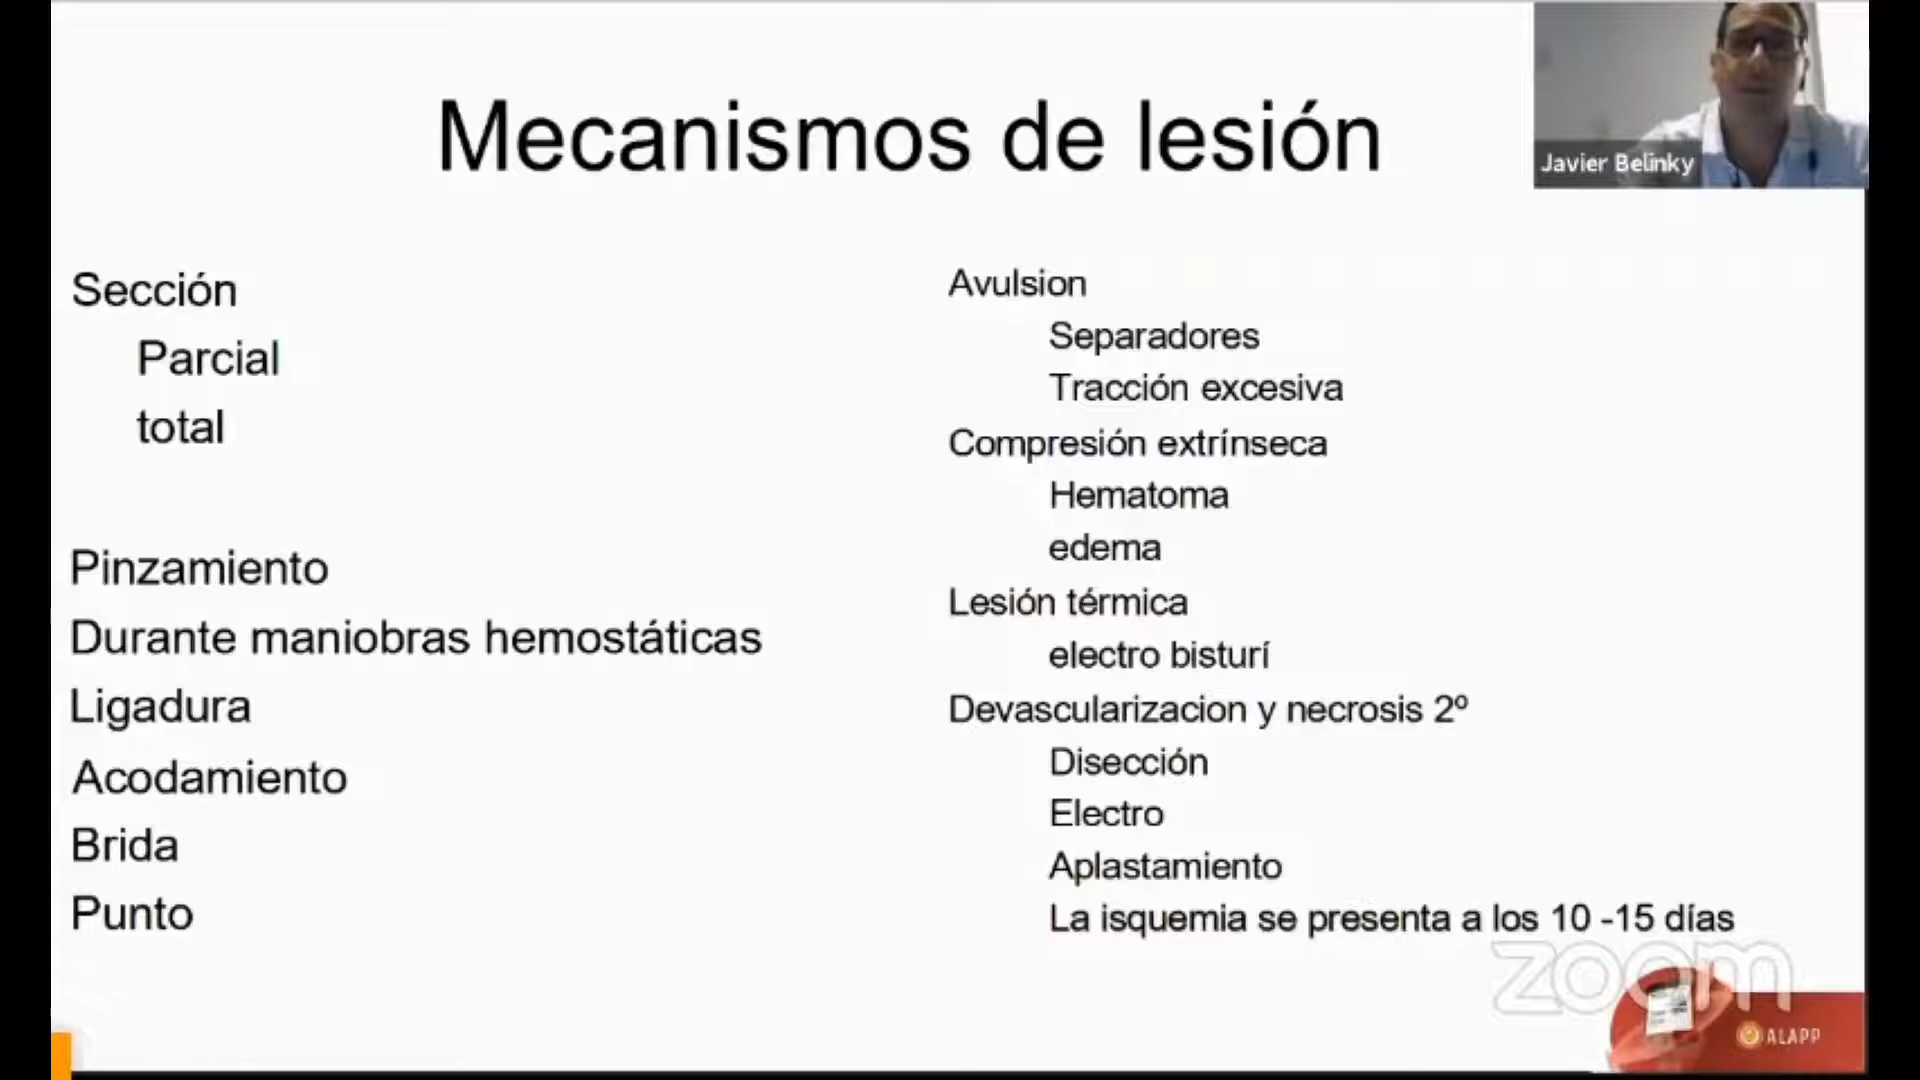 Mecanismos de lesión
Javier Belinky
Sección
Parcial
total
Pinzamiento
Durante maniobras hemostáticas
Ligadura
Acodamiento
Brida
Punto
Avulsion
Separadores
Tracción excesiva
Compresión extrínseca
Hematoma
edema
Lesión térmica
electro bisturí
Devascularizacion y necrosis 2º
Disección
Electro
Aplastamiento
La isquemia se presenta a los 10 -15 días
zoom
ALAPP